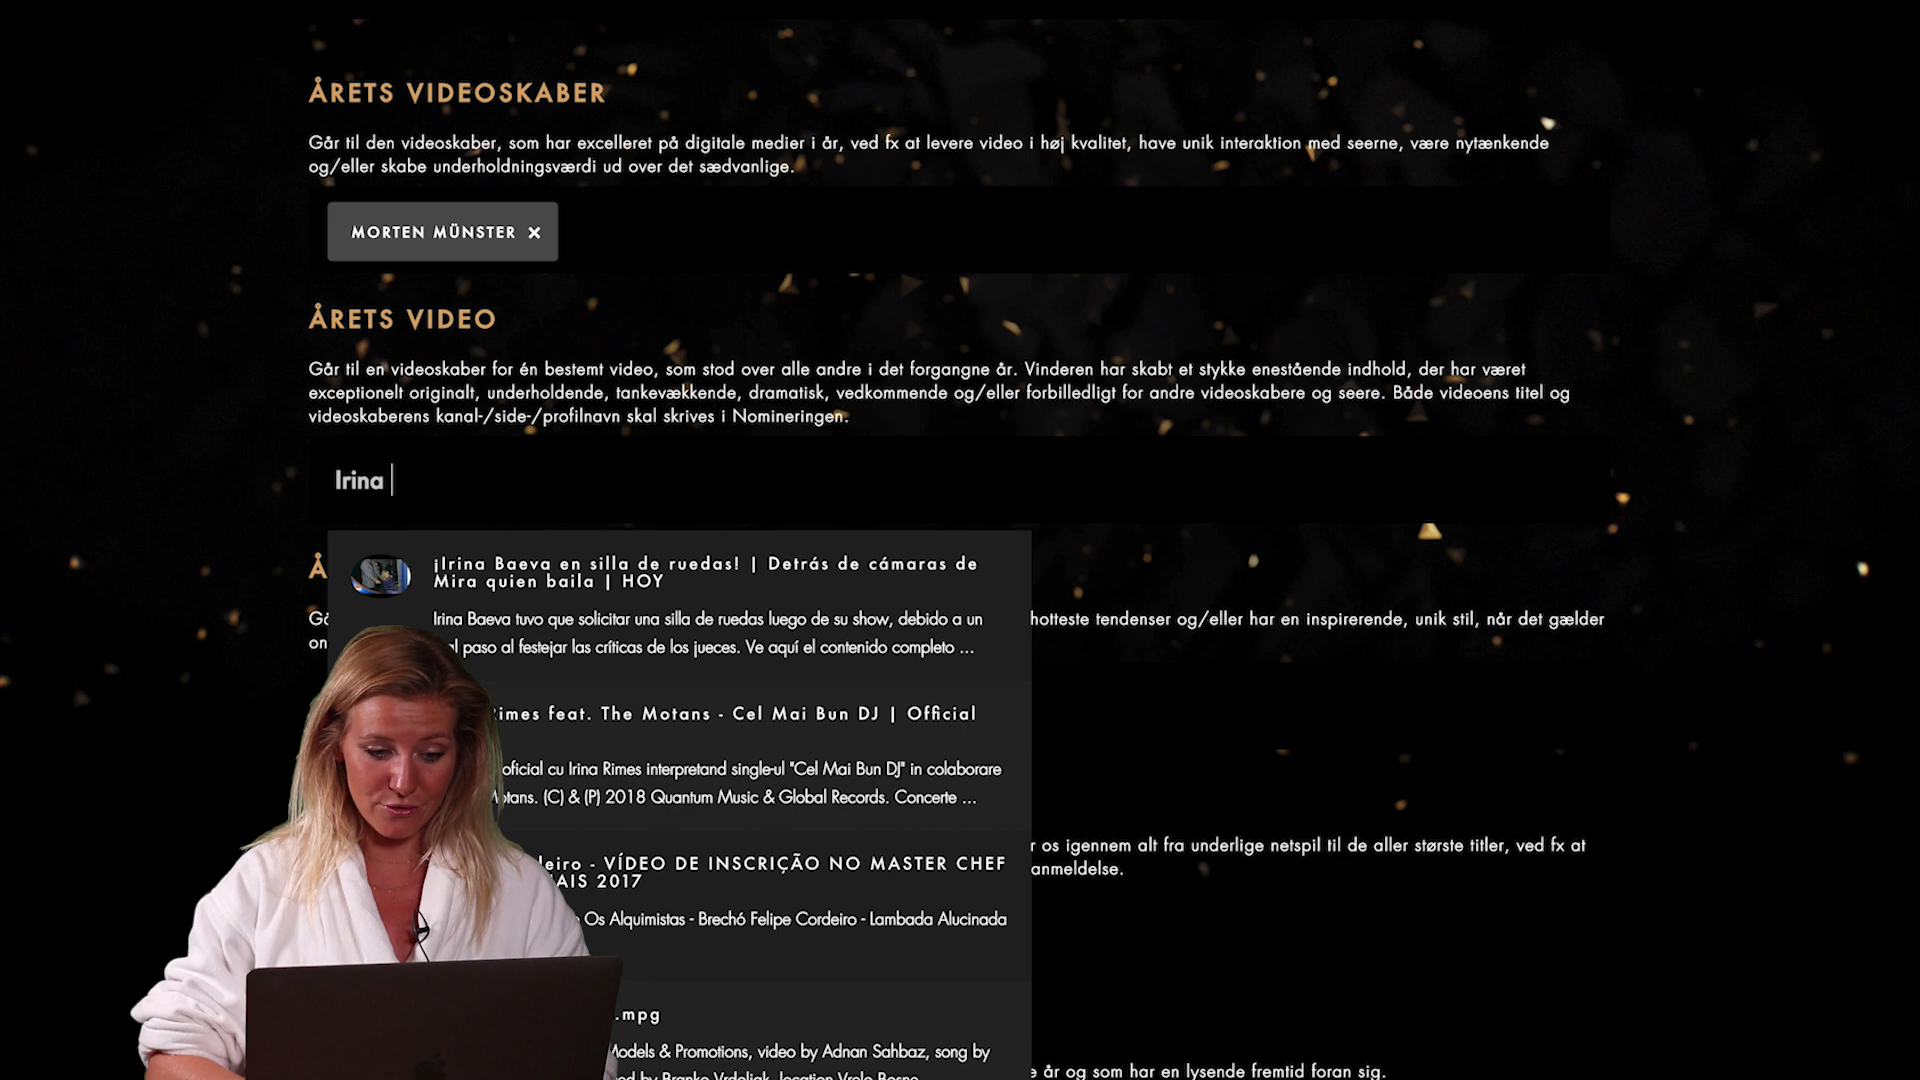 ÅRETS VIDEOSKABER
Går til den videoskaber, som har excelleret på digitale medier i år, ved fx at levere video i høj kvalitet, have unik interaktion med seerne, være nytænkende
og/eller skabe underholdningsværdi ud over det sædvanlige.
MORTEN MÜNSTER ×
ÅRETS VIDEO
Går til en videoskaber for én bestemt video, som stod over alle andre i det forgangne år. Vinderen har skabt et stykke enestående indhold, der har været
exceptionelt originalt, underholdende, tankevækkende, dramatisk, vedkommende og/eller forbilledligt for andre videoskabere og seere. Både videoens titel og
videoskaberens kanal-/side-/profilnavn skal skrives i Nomineringen.
Irina
¡Irina Baeva en silla de ruedas! | Detrás de cámaras de
Mira quien baila | HOY
Irina Baeva tuvo que solicitar una silla de ruedas luego de su show, debido a un
paso al festejar las críticas de los jueces. Ve aquí el contenido completo ...
hotteste tendenser og/eller har en inspirerende, unik stil, når det gælder
Rimes feat. The Motans - Cel Mai Bun DJ | Official
oficial cu Irina Rimes interpretand single-ul "Cel Mai Bun DJ" in colaborare
Motans. (C) & (P) 2018 Quantum Music & Global Records. Concerte ...
os igennem alt fra underlige netspil til de aller største titler, ved fx at
anmeldelse.
- VÍDEO DE INSCRIÇÃO NO MASTER CHEF
2017
Os Alquimistas - Brechó Felipe Cordeiro - Lambada Alucinada
.mpg
Models & Promotions, video by Adnan Sahbaz, song by
by Branko Vrdoljak, location Vrelo Bosne
år og som har en lysende fremtid foran sig.